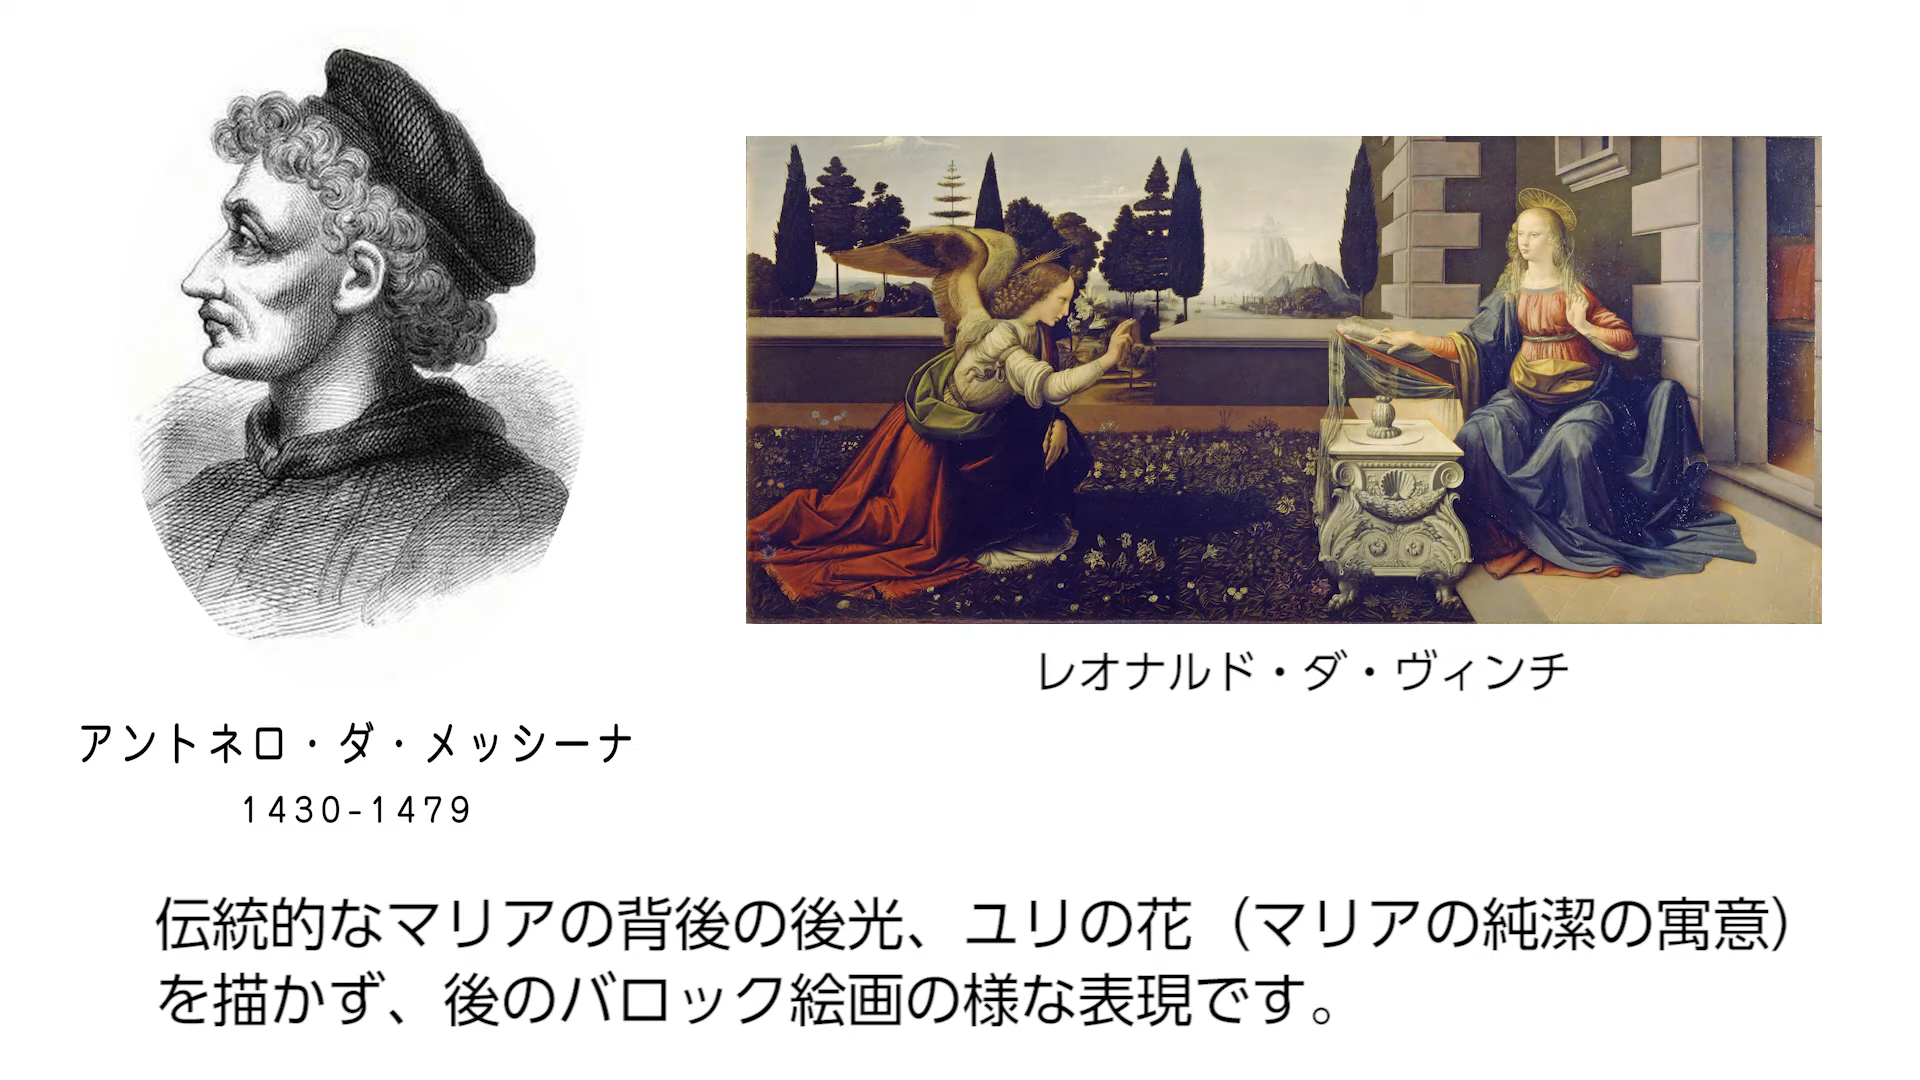 レオナルド・ダ・ヴィンチ
アントネロ・ダ・メッシーナ
1430-1479
伝統的なマリアの背後の後光、ユリの花（マリアの純潔の寓意）
を描かず、後のバロック絵画の様な表現です。